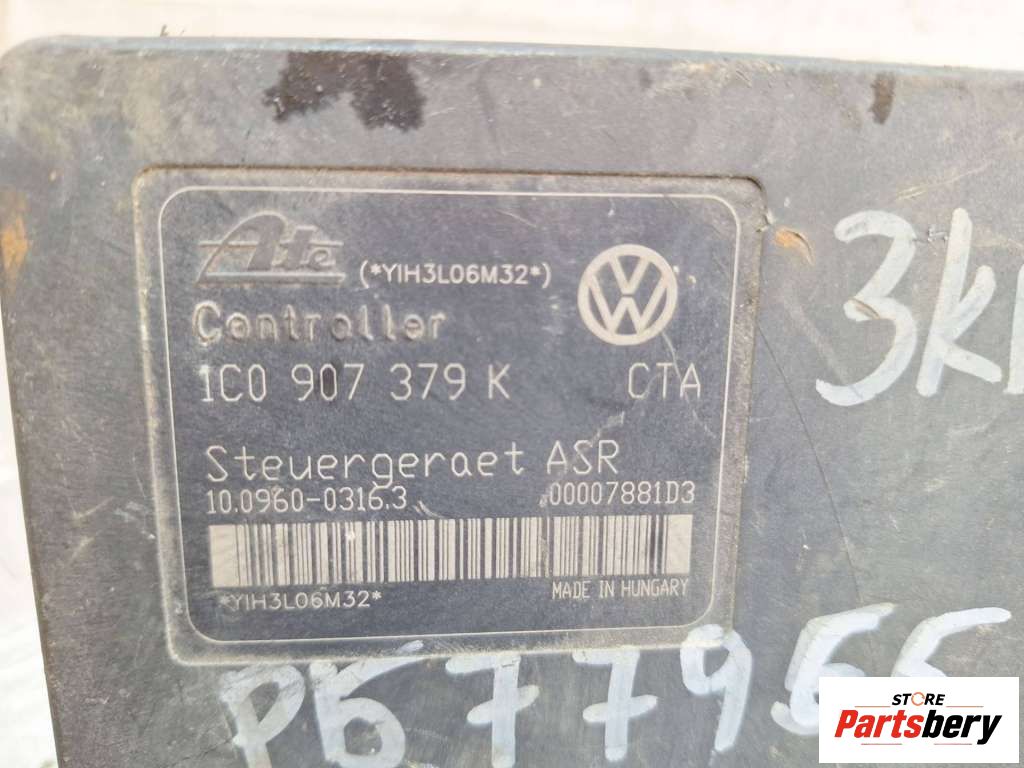 Ate (*YIH3L06M32*)
Controller
1C0 907 379 K CTA
Steuergeraet ASR
10.0960-0316.3 00007881D3
*YIH3L06M32* MADE IN HUNGARY
STORE
Partsbery